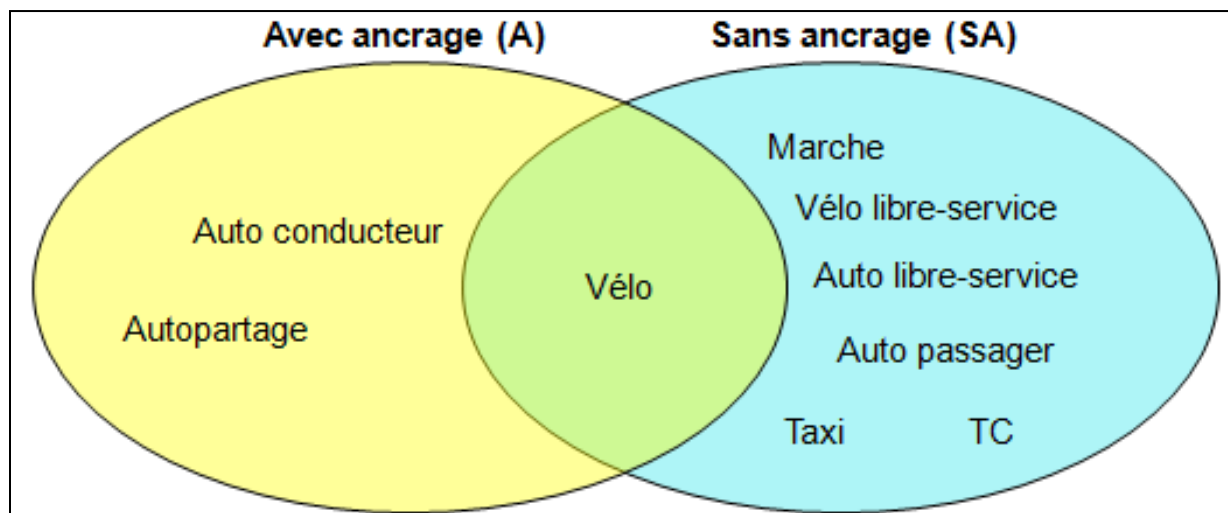 Avec ancrage (A)
Sans ancrage (SA)
Auto conducteur
Autopartage
Vélo
Marche
Vélo libre-service
Auto libre-service
Auto passager
Taxi
TC